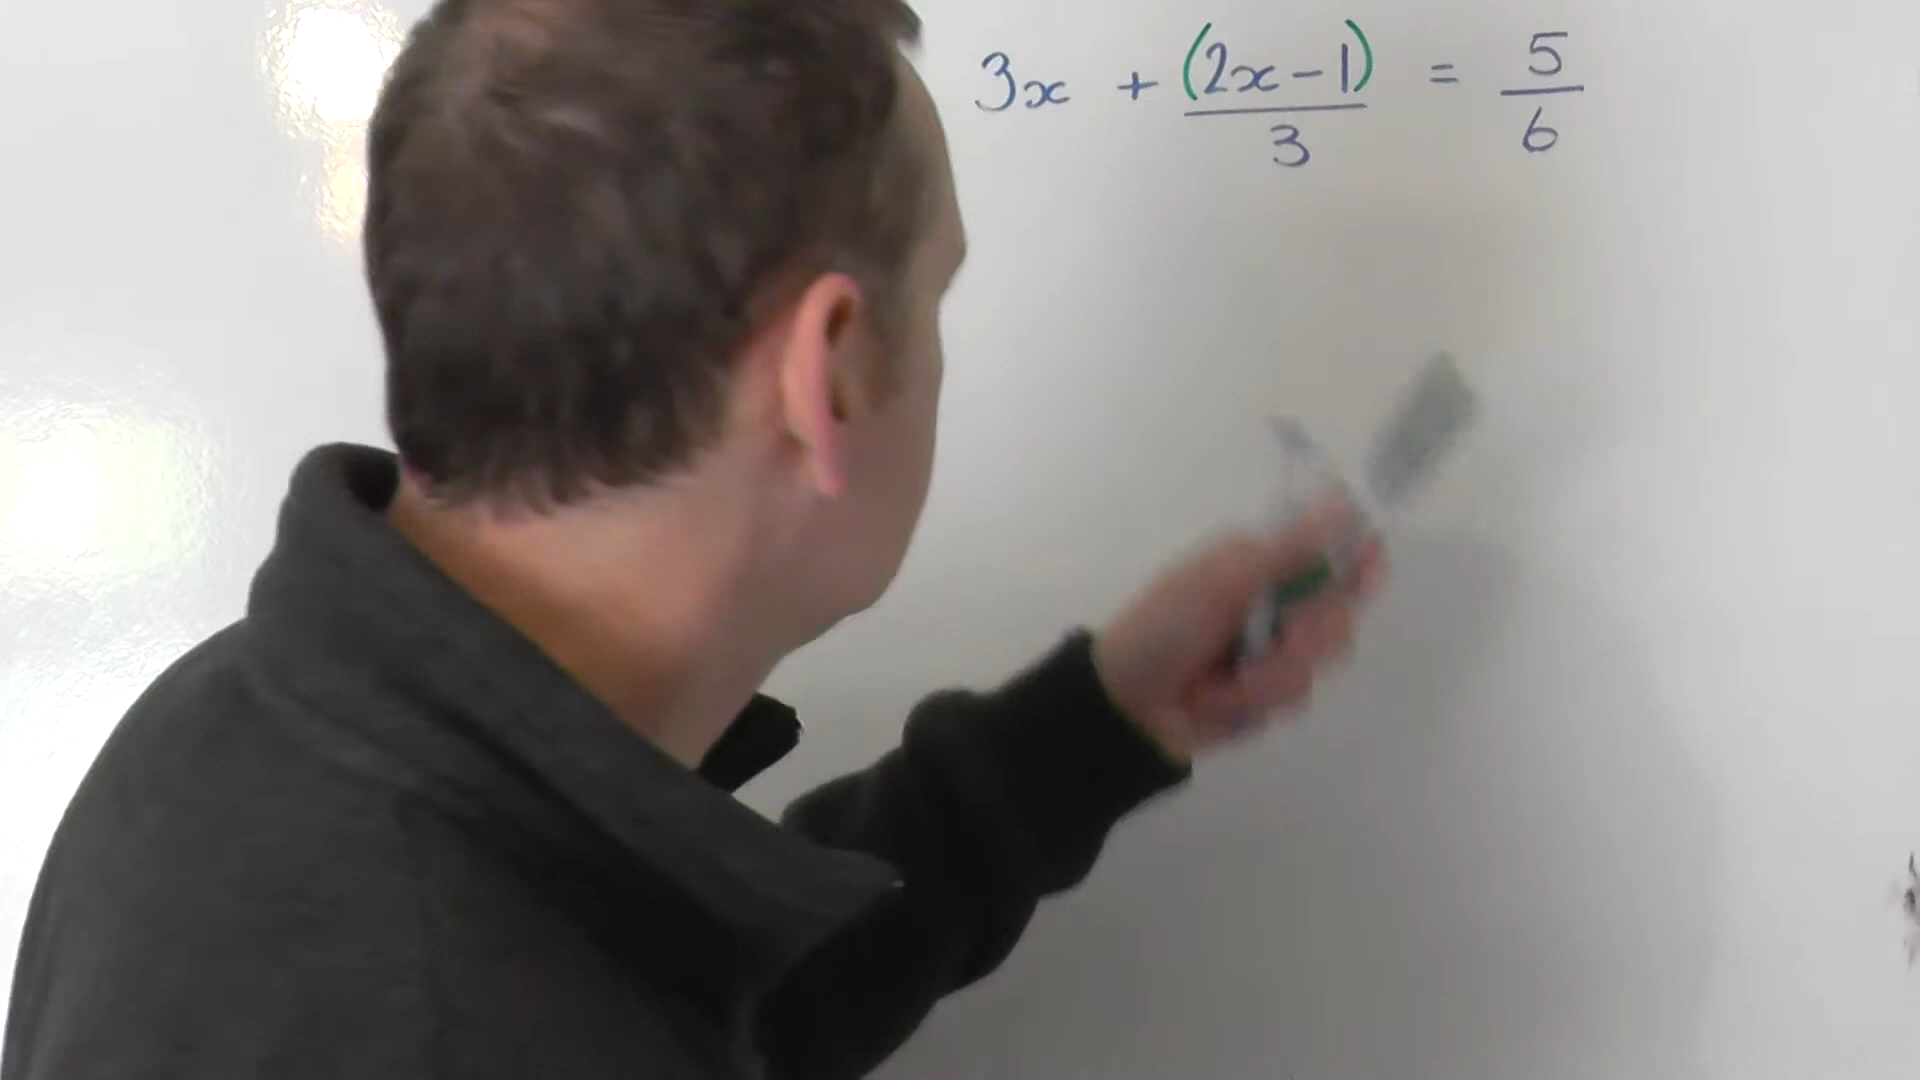 3x + (2x-1)/3 = 5/6